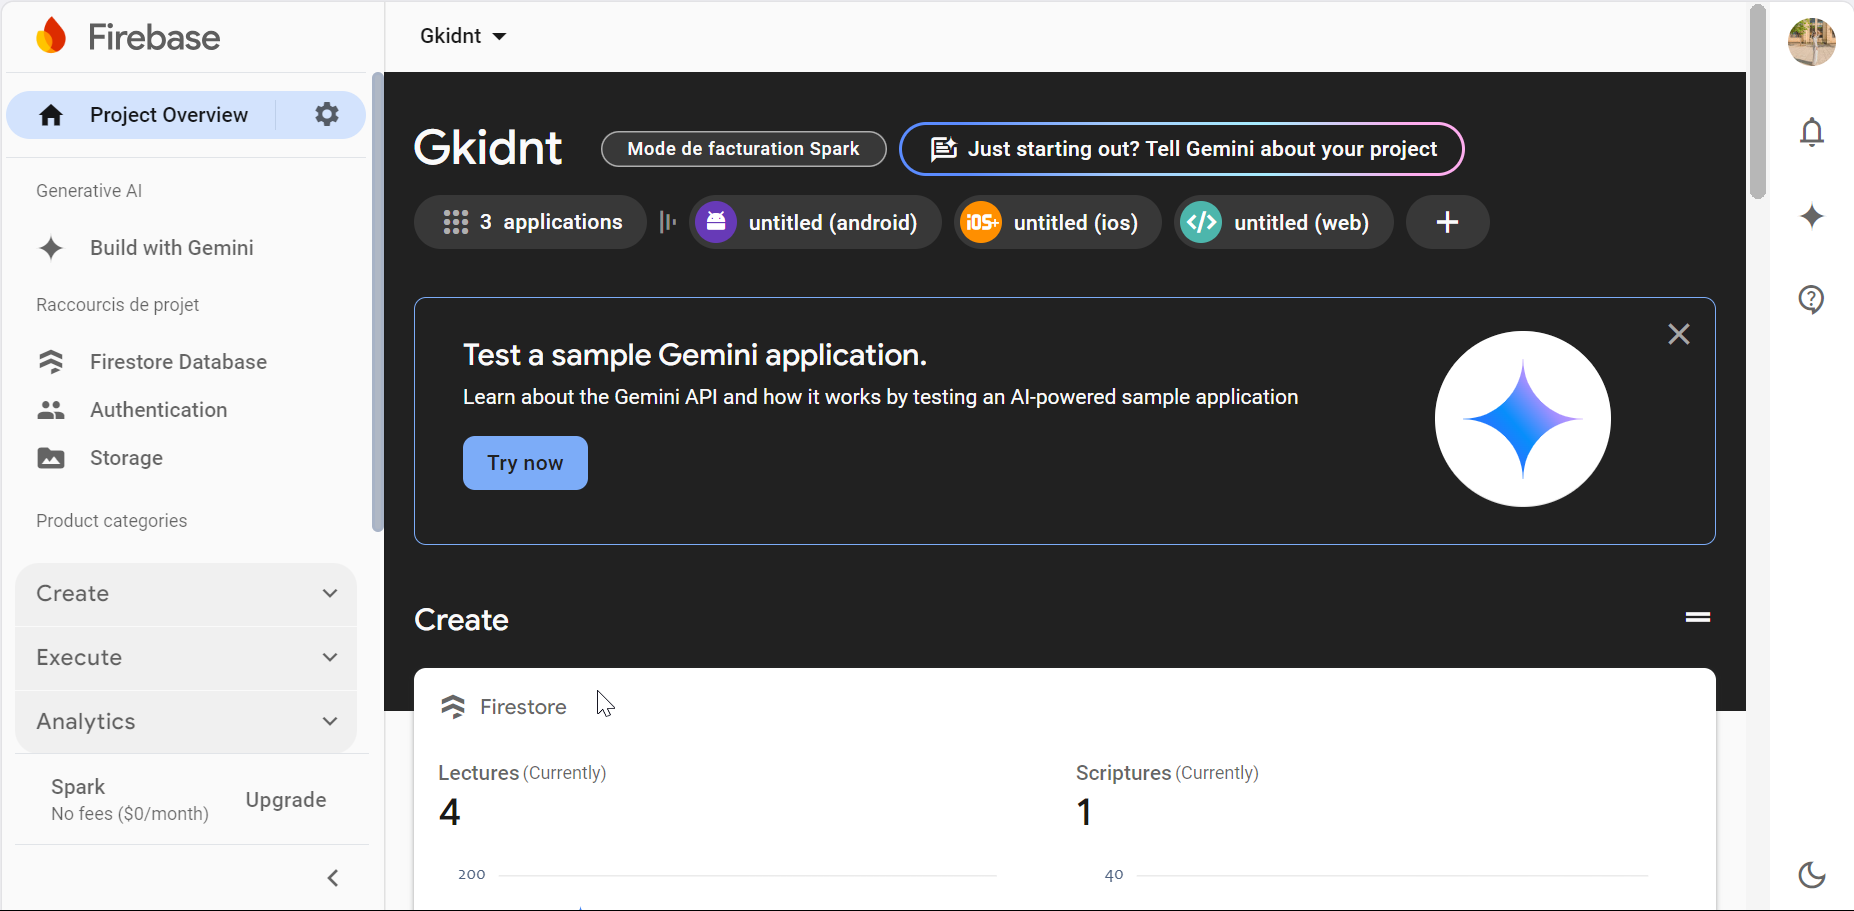 Firebase
Gkidnt
Project Overview
Generative AI
Build with Gemini
Raccourcis de projet
Firestore Database
Authentication
Storage
Product categories
Create
Execute
Analytics
Spark
No fees ($0/month)
Upgrade
Gkidnt
Mode de facturation Spark
Just starting out? Tell Gemini about your project
3 applications
untitled (android)
iOS+
untitled (ios)
untitled (web)
Test a sample Gemini application.
Learn about the Gemini API and how it works by testing an AI-powered sample application
Try now
Create
Firestore
Lectures (Currently)
4
200
Scriptures (Currently)
1
40